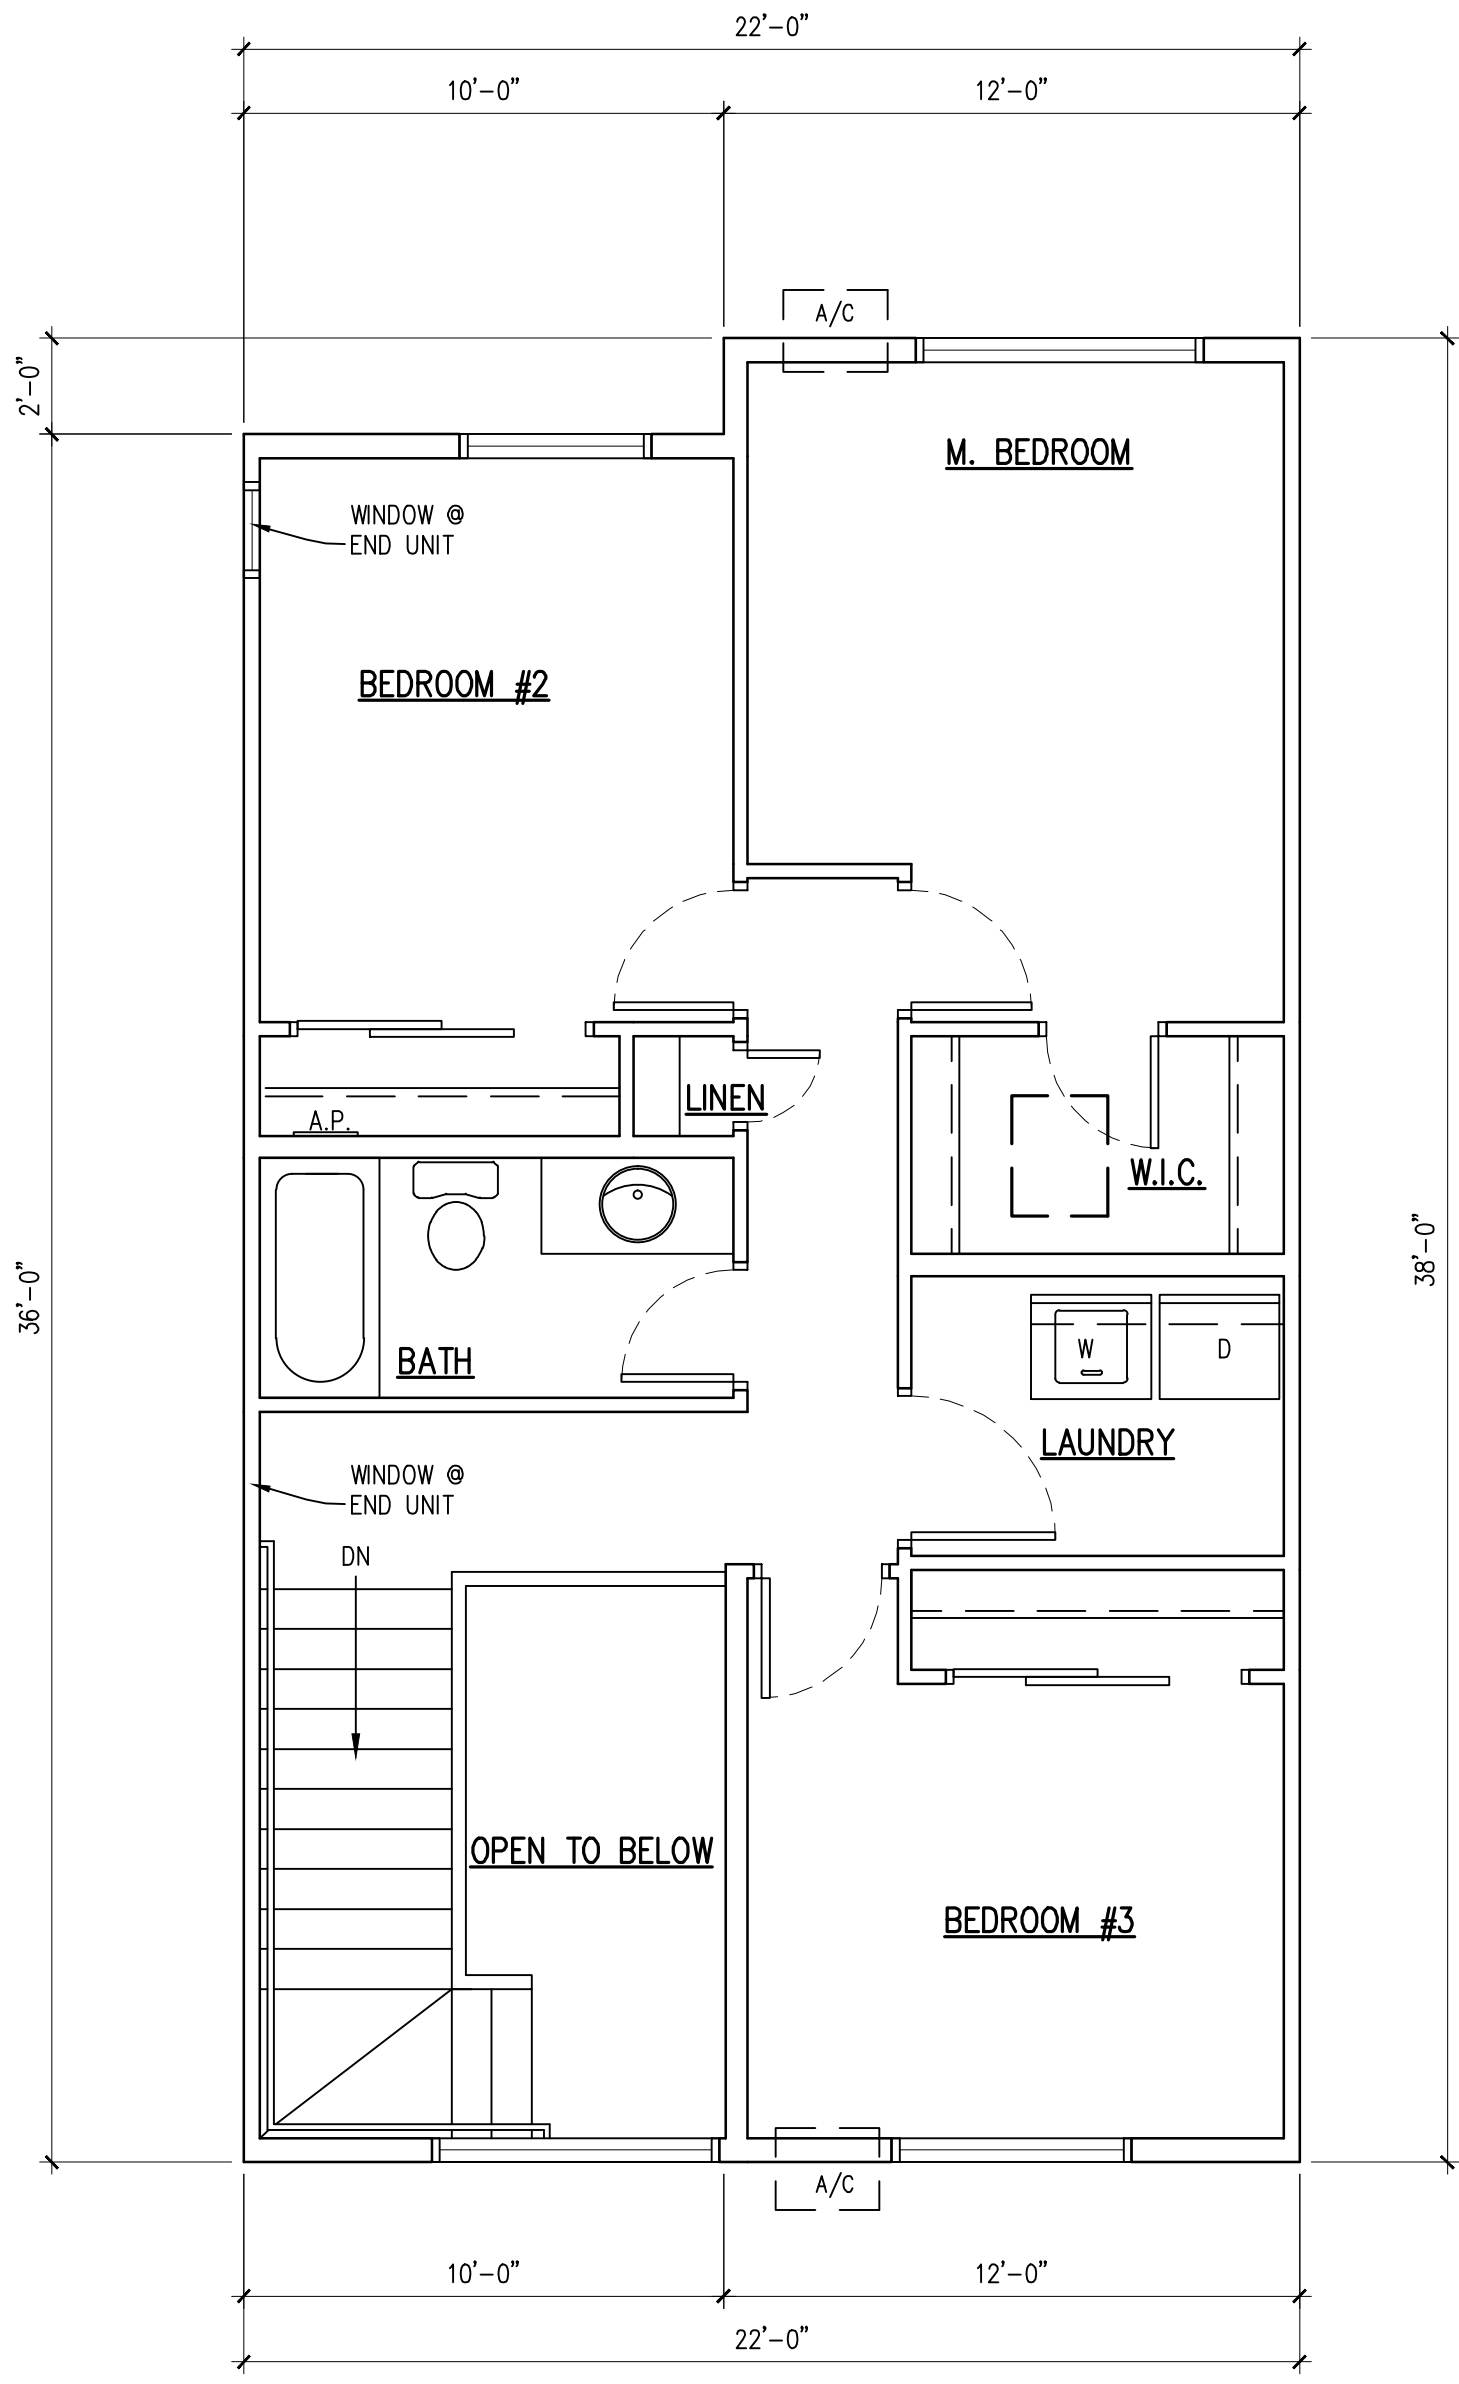 22'-0"
10'-0"
12'-0"
A/C
2'-0"
M. BEDROOM
WINDOW @
END UNIT
BEDROOM #2
LINEN
A.P.
W.I.C.
36'-0"
38'-0"
BATH
W
D
LAUNDRY
WINDOW @
END UNIT
DN
OPEN TO BELOW
BEDROOM #3
A/C
10'-0"
12'-0"
22'-0"